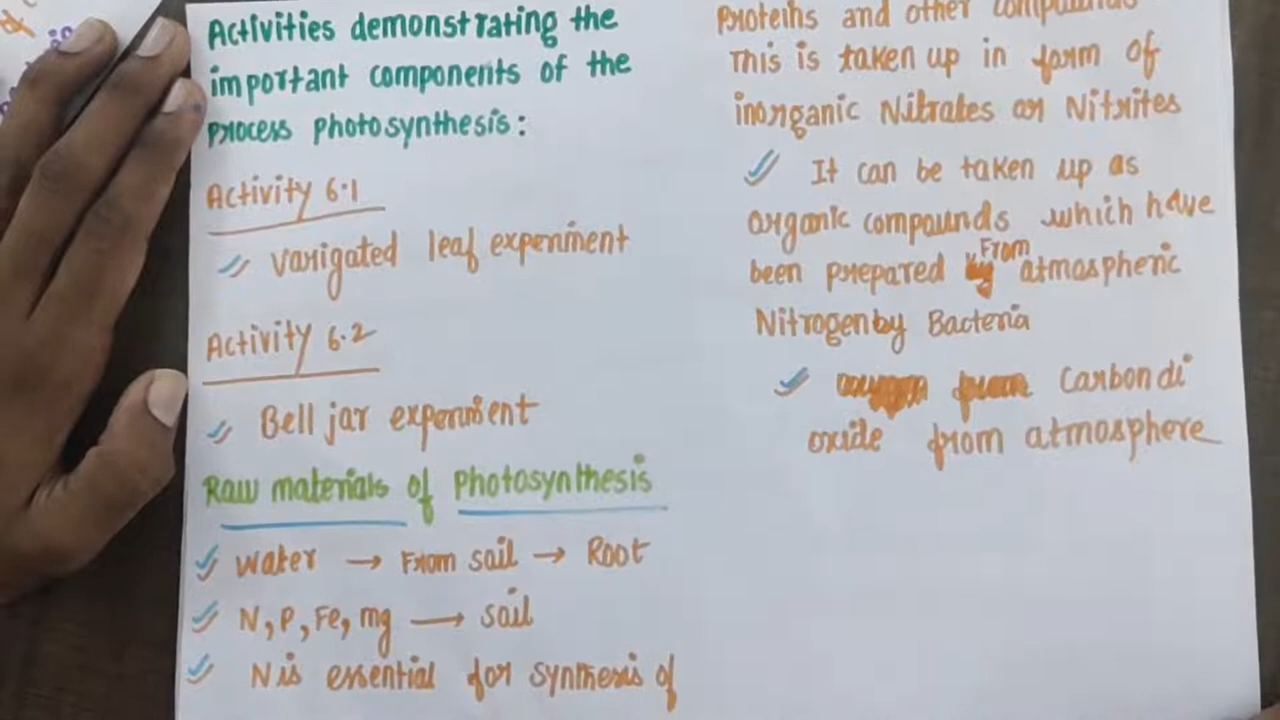 Activities demonstrating the
important components of the
process photosynthesis:
Activity 6.1
varigated leaf experiment
Activity 6.2
Bell jar experiment
Raw materials of Photosynthesis
Water → From soil → Root
N, P, Fe, mg → soil
N is essential for synthesis of
Proteins and other compounds
This is taken up in form of
inorganic Nitrates or Nitrites
It can be taken up as
organic compounds which have
been prepared From atmospheric
Nitrogen by Bacteria
Carbon di
oxide from atmosphere